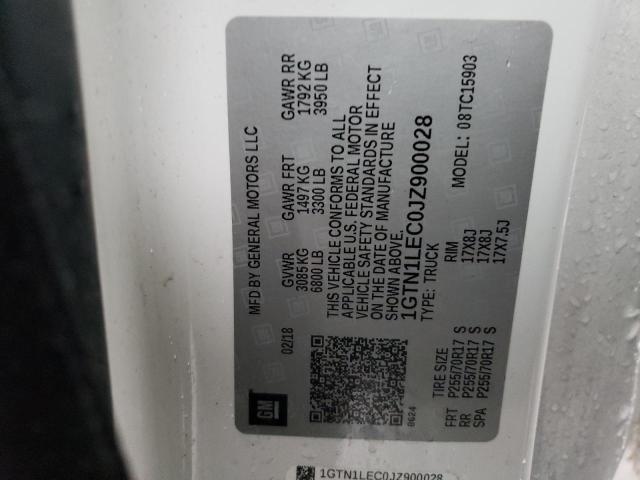 GM
02/18
MFD BY GENERAL MOTORS LLC
GVWR GAWR FRT GAWR RR
3085 KG 1497 KG 1792 KG
6800 LB 3300 LB 3950 LB
THIS VEHICLE CONFORMS TO ALL
APPLICABLE U.S. FEDERAL MOTOR
VEHICLE SAFETY STANDARDS IN EFFECT
ON THE DATE OF MANUFACTURE
SHOWN ABOVE.
1GTN1LEC0JZ900028
TYPE: TRUCK MODEL: 08TC15903
0624
TIRE SIZE RIM
FRT P255/70R17 S 17X8J
RR P255/70R17 S 17X8J
SPA P255/70R17 S 17X7.5J
1GTN1LEC0JZ900028